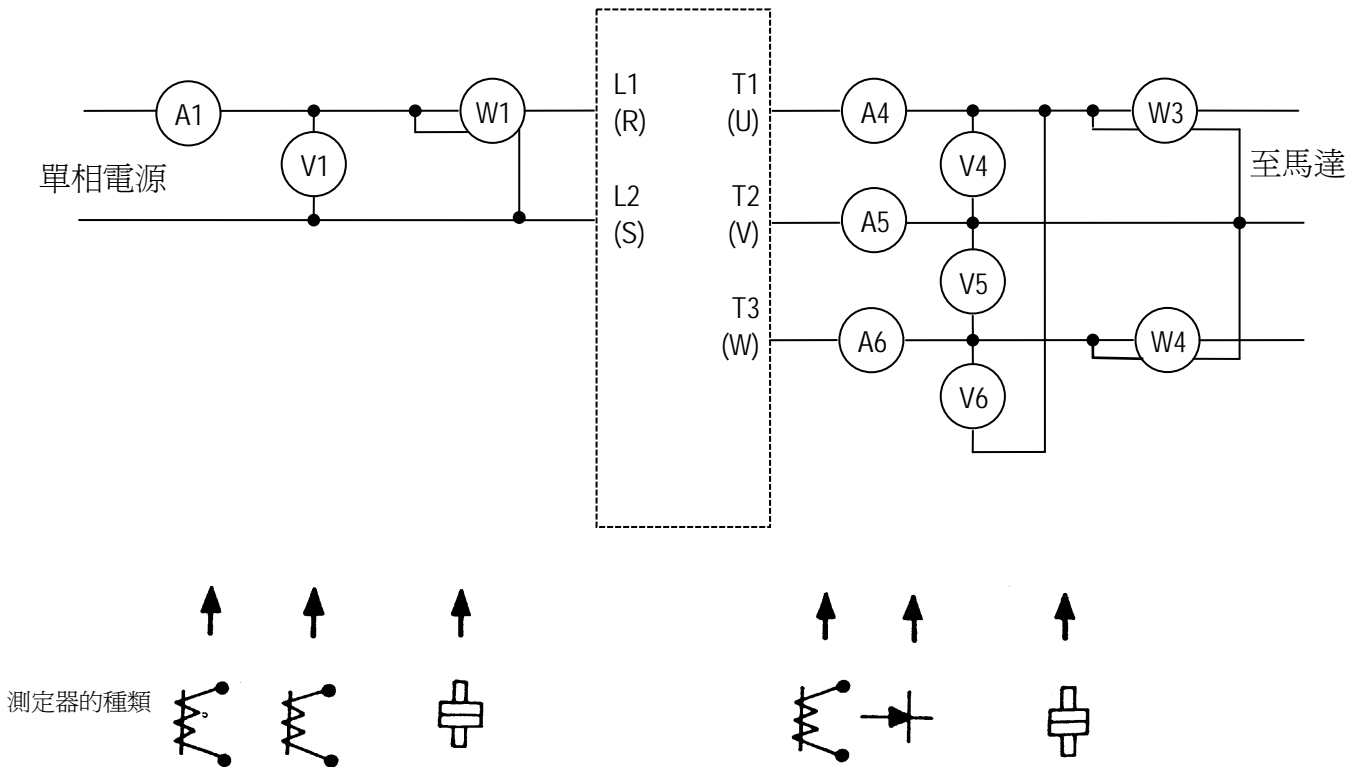 L1 T1
A1 W1 (R) (U) A4 W3
單相電源 V1 V4 至馬達
L2 T2
(S) (V) A5
V5
T3
(W) A6 W4
V6
測定器的種類